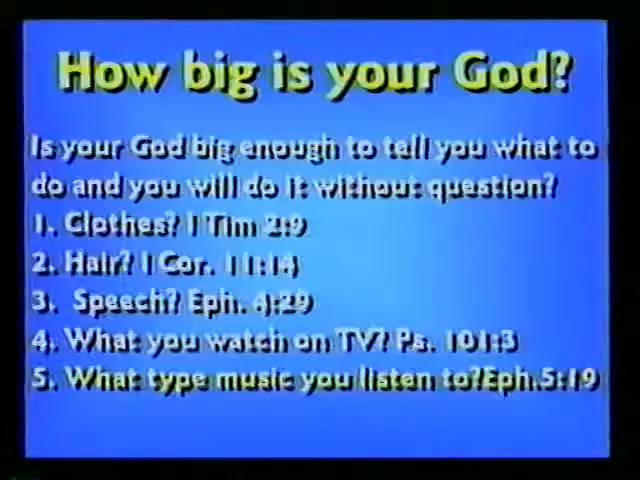 How big is your God?
Is your God big enough to tell you what to
do and you will do it without question?
1. Clothes? I Tim 2:9
2. Hair? I Cor. 11:14
3. Speech? Eph. 4:29
4. What you watch on TV? Ps. 101:3
5. What type music you listen to?Eph.5:19